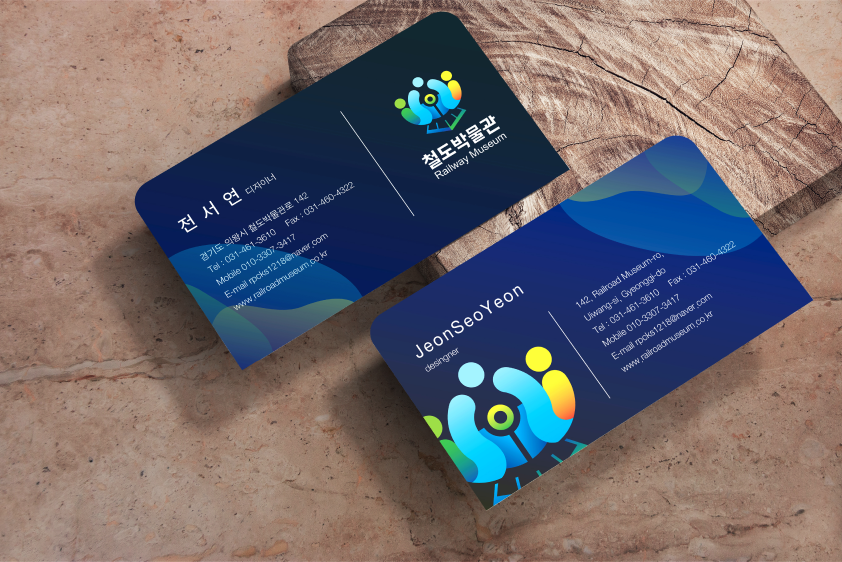 철도박물관
Railway Museum
전 서 연 디자이너
경기도 의왕시 철도박물관로 142
Tel : 031-461-3610 Fax : 031-460-4322
Mobile 010-3307-3417
E-mail rpcks1218@naver.com
www.railroadmuseum.co.kr
JeonSeoYeon
desingner
142, Railroad Museum-ro,
Uiwang-si, Gyeonggi-do
Tel : 031-461-3610 Fax : 031-460-4322
Mobile 010-3307-3417
E-mail rpcks1218@naver.com
www.railroadmuseum.co.kr